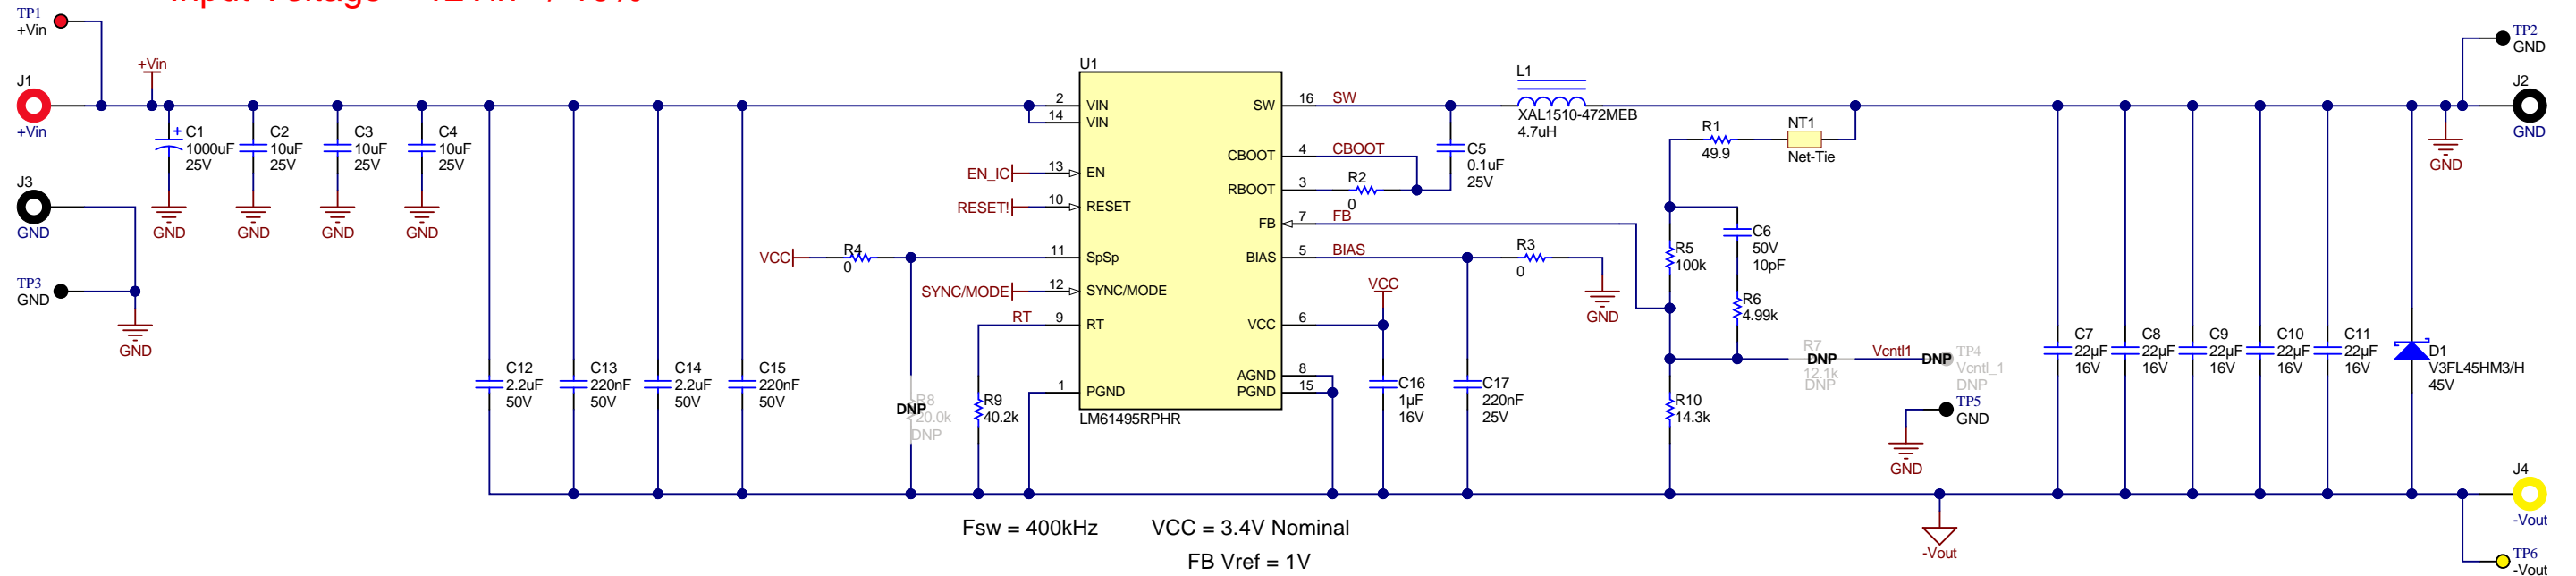 TP1
+Vin
J1
+Vin
J3
GND
TP3
GND
GND
+Vin
C1
1000uF
25V
GND
C2
10uF
25V
GND
C3
10uF
25V
GND
C4
10uF
25V
GND
C12
2.2uF
50V
C13
220nF
50V
C14
2.2uF
50V
C15
220nF
50V
VCC
R4
0
DNP
R8
20.0k
DNP
R9
40.2k
EN_IC
RESET!
SYNC/MODE
RT
U1
2 VIN
14 VIN
13 EN
10 RESET
11 SpSp
12 SYNC/MODE
9 RT
1 PGND
SW 16 SW
CBOOT 4 CBOOT
RBOOT 3
FB 7 FB
BIAS 5 BIAS
VCC 6
AGND 8
PGND 15
LM61495RPHR
R2
0
C5
0.1uF
25V
L1
XAL1510-472MEB
4.7uH
R3
0
GND
VCC
C16
1µF
16V
C17
220nF
25V
R1
49.9
NT1
Net-Tie
R5
100k
C6
50V
10pF
R6
4.99k
R7
DNP
12.1k
DNP
Vcntl1
DNP
TP4
Vcntl_1
DNP
TP5
GND
GND
R10
14.3k
C7
22µF
16V
C8
22µF
16V
C9
22µF
16V
C10
22µF
16V
C11
22µF
16V
D1
V3FL45HM3/H
45V
TP2
GND
J2
GND
GND
J4
-Vout
TP6
-Vout
-Vout
Fsw = 400kHz VCC = 3.4V Nominal
FB Vref = 1V